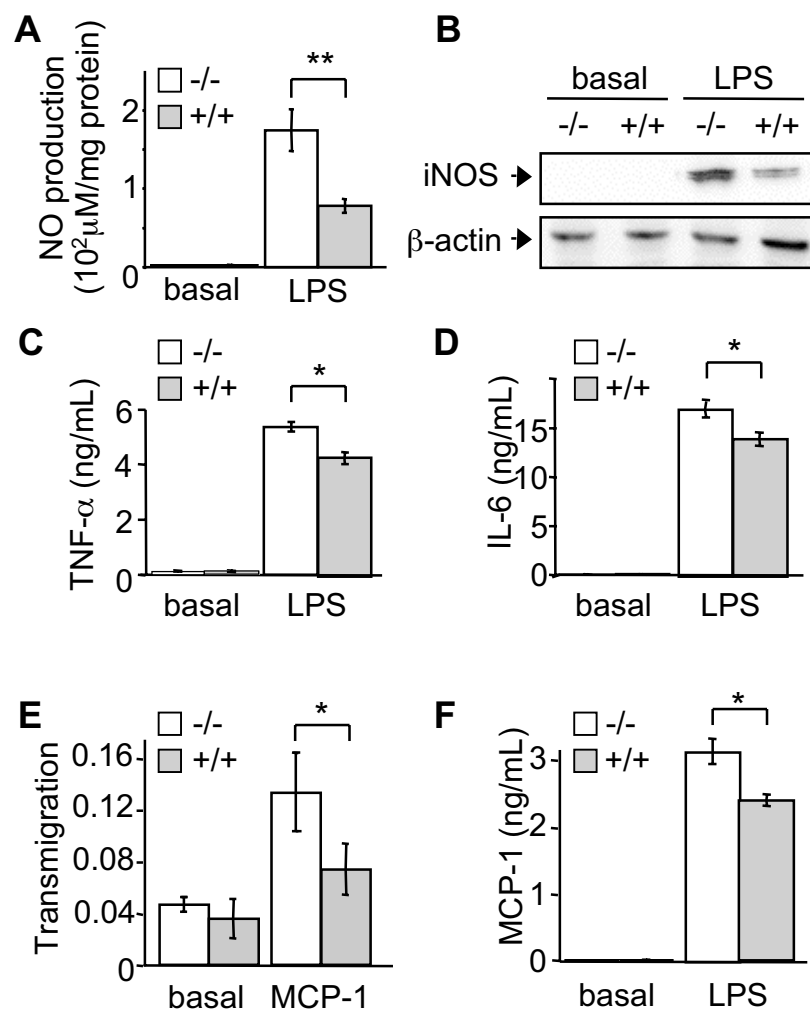 A
NO production
(10²μM/mg protein)
-/-
+/+
**
2
1
0
basal LPS
B
basal LPS
-/- +/+ -/- +/+
iNOS
β-actin
C
TNF-α (ng/mL)
-/-
+/+
*
6
4
2
0
basal LPS
D
IL-6 (ng/mL)
-/-
+/+
*
15
10
5
0
basal LPS
E
Transmigration
-/-
+/+
*
0.16
0.12
0.08
0.04
0
basal MCP-1
F
MCP-1 (ng/mL)
-/-
+/+
*
3
2
1
0
basal LPS